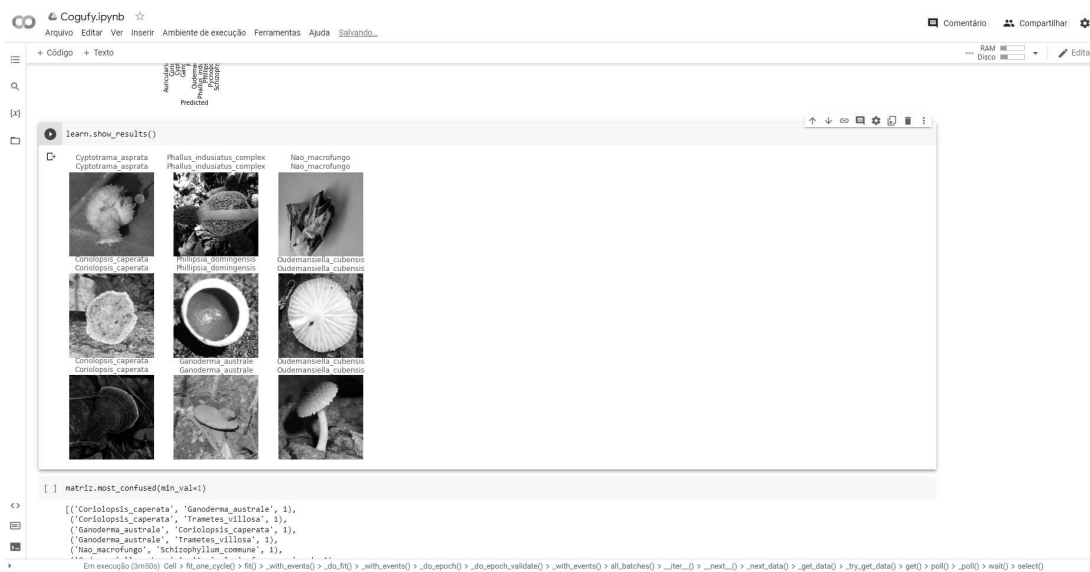 Cogufy.ipynb
Arquivo Editar Ver Inserir Ambiente de execução Ferramentas Ajuda Salvando...
Comentário Compartilhar
+ Código + Texto
RAM
Disco
Edita
Predicted
learn.show_results()
Cyptotrama_asprata Phallus_indusiatus_complex Nao_macrofungo
Cyptotrama_asprata Phallus_indusiatus_complex Nao_macrofungo
Coriolopsis_caperata Phillipsia_domingensis Oudemansiella_cubensis
Coriolopsis_caperata Phillipsia_domingensis Oudemansiella_cubensis
Coriolopsis_caperata Ganoderma_australe Oudemansiella_cubensis
Coriolopsis_caperata Ganoderma_australe Oudemansiella_cubensis
[ ] matriz.most_confused(min_val=1)
[('Coriolopsis_caperata', 'Ganoderma_australe', 1),
('Coriolopsis_caperata', 'Trametes_villosa', 1),
('Ganoderma_australe', 'Coriolopsis_caperata', 1),
('Ganoderma_australe', 'Trametes_villosa', 1),
('Nao_macrofungo', 'Schizophyllum_commune', 1),
Em execução (3m50s) Cell > fit_one_cycle() > fit() > _with_events() > _do_fit() > _with_events() > _do_epoch() > _do_epoch_validate() > _with_events() > all_batches() > __iter__() > __next__() > _next_data() > _get_data() > _try_get_data() > get() > poll() > _poll() > wait() > select()